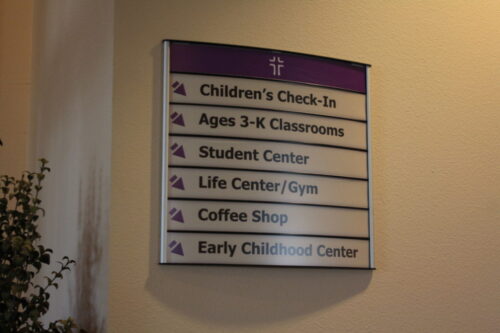 Children's Check-In
Ages 3-K Classrooms
Student Center
Life Center/Gym
Coffee Shop
Early Childhood Center